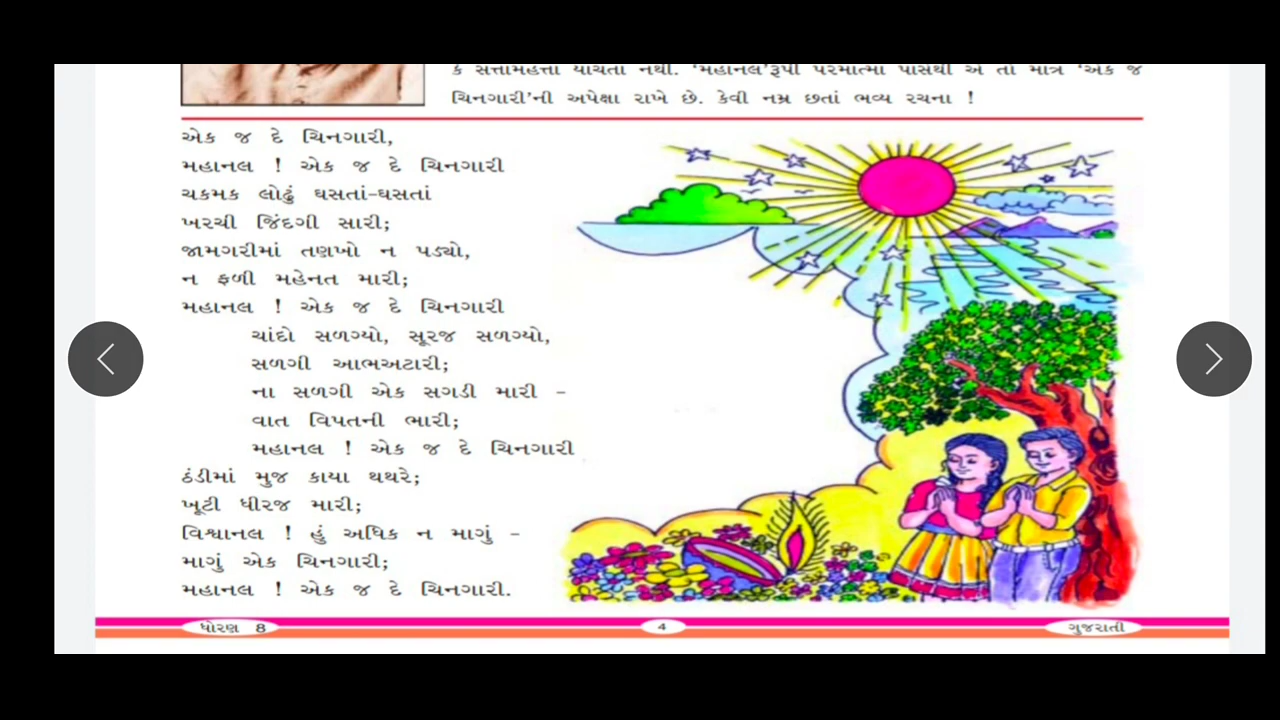 કે સત્તામહત્તા યાચતા નથી. ‘મહાનલ’રૂપી પરમાત્મા પાસેથી એ તો માત્ર ‘એક જ
ચિનગારી’ની અપેક્ષા રાખે છે. કેવી નમ્ર છતાં ભવ્ય રચના !
એક જ દે ચિનગારી,
મહાનલ ! એક જ દે ચિનગારી
ચકમક લોઢું ઘસતાં-ઘસતાં
ખરચી જિંદગી સારી;
જામગરીમાં તણખો ન પડ્યો,
ન ફળી મહેનત મારી;
મહાનલ ! એક જ દે ચિનગારી
ચાંદો સળગ્યો, સૂરજ સળગ્યો,
સળગી આભઅટારી;
ના સળગી એક સગડી મારી –
વાત વિપતની ભારી;
મહાનલ ! એક જ દે ચિનગારી
ઠંડીમાં મુજ કાયા થથરે;
ખૂટી ધીરજ મારી;
વિશ્વાનલ ! હું અધિક ન માગું –
માગું એક ચિનગારી;
મહાનલ ! એક જ દે ચિનગારી.
ધોરણ 8
4
ગુજરાતી